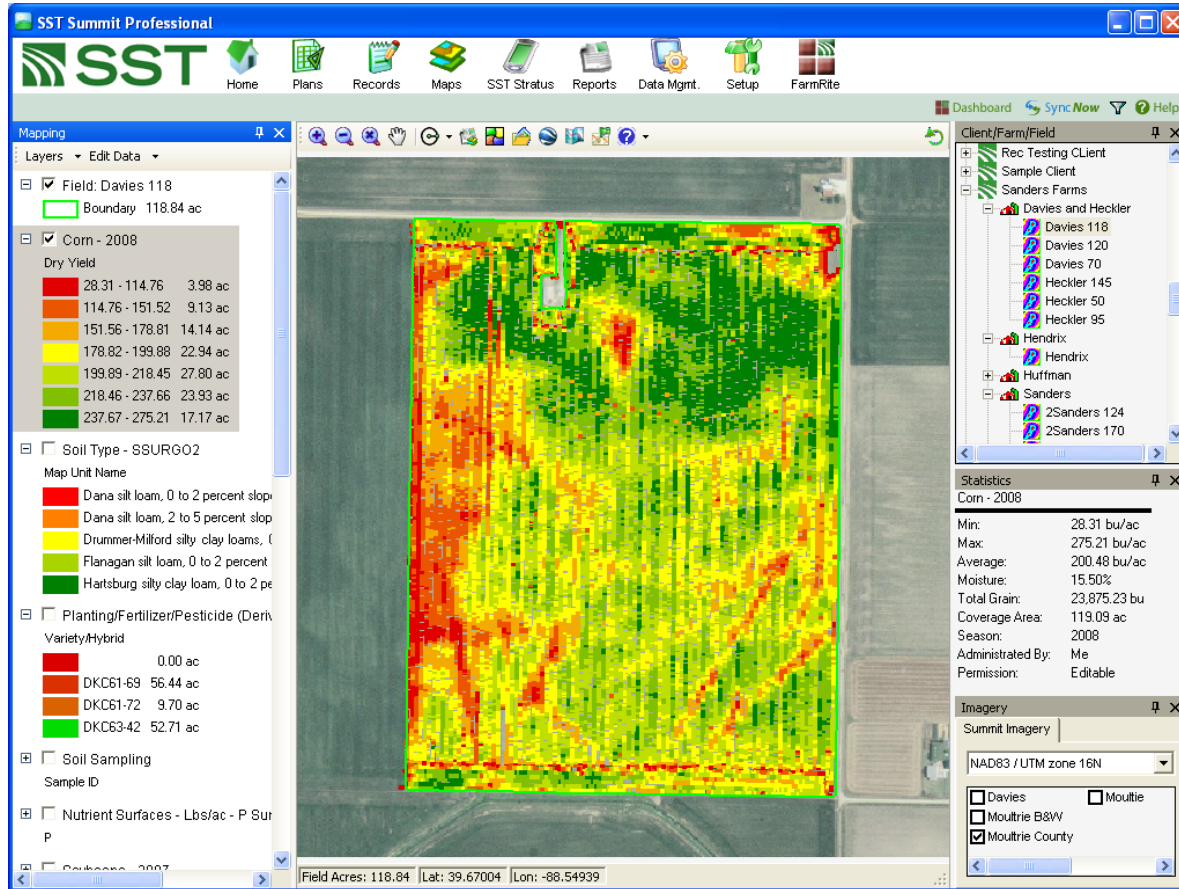 SST Summit Professional
SST
Home Plans Records Maps SST Stratus Reports Data Mgmt. Setup FarmRite
Dashboard SyncNow Help
Mapping
Layers Edit Data
Field: Davies 118
Boundary 118.84 ac
Corn - 2008
Dry Yield
28.31 - 114.76 3.98 ac
114.76 - 151.52 9.13 ac
151.56 - 178.81 14.14 ac
178.82 - 199.88 22.94 ac
199.89 - 218.45 27.80 ac
218.46 - 237.66 23.93 ac
237.67 - 275.21 17.17 ac
Soil Type - SSURGO2
Map Unit Name
Dana silt loam, 0 to 2 percent slope
Dana silt loam, 2 to 5 percent slop
Drummer-Milford silty clay loams, 0
Flanagan silt loam, 0 to 2 percent
Hartsburg silty clay loam, 0 to 2 pe
Planting/Fertilizer/Pesticide (Deriv
Variety/Hybrid
0.00 ac
DKC61-69 56.44 ac
DKC61-72 9.70 ac
DKC63-42 52.71 ac
Soil Sampling
Sample ID
Nutrient Surfaces - Lbs/ac - P Sur
P
Field Acres: 118.84 Lat: 39.67004 Lon: -88.54939
Client/Farm/Field
Rec Testing CLient
Sample Client
Sanders Farms
Davies and Heckler
Davies 118
Davies 120
Davies 70
Heckler 145
Heckler 50
Heckler 95
Hendrix
Hendrix
Huffman
Sanders
2Sanders 124
2Sanders 170
Statistics
Corn - 2008
Min: 28.31 bu/ac
Max: 275.21 bu/ac
Average: 200.48 bu/ac
Moisture: 15.50%
Total Grain: 23,875.23 bu
Coverage Area: 119.09 ac
Season: 2008
Administrated By: Me
Permission: Editable
Imagery
Summit Imagery
NAD83 / UTM zone 16N
Davies Moultie
Moultrie B&W
Moultrie County